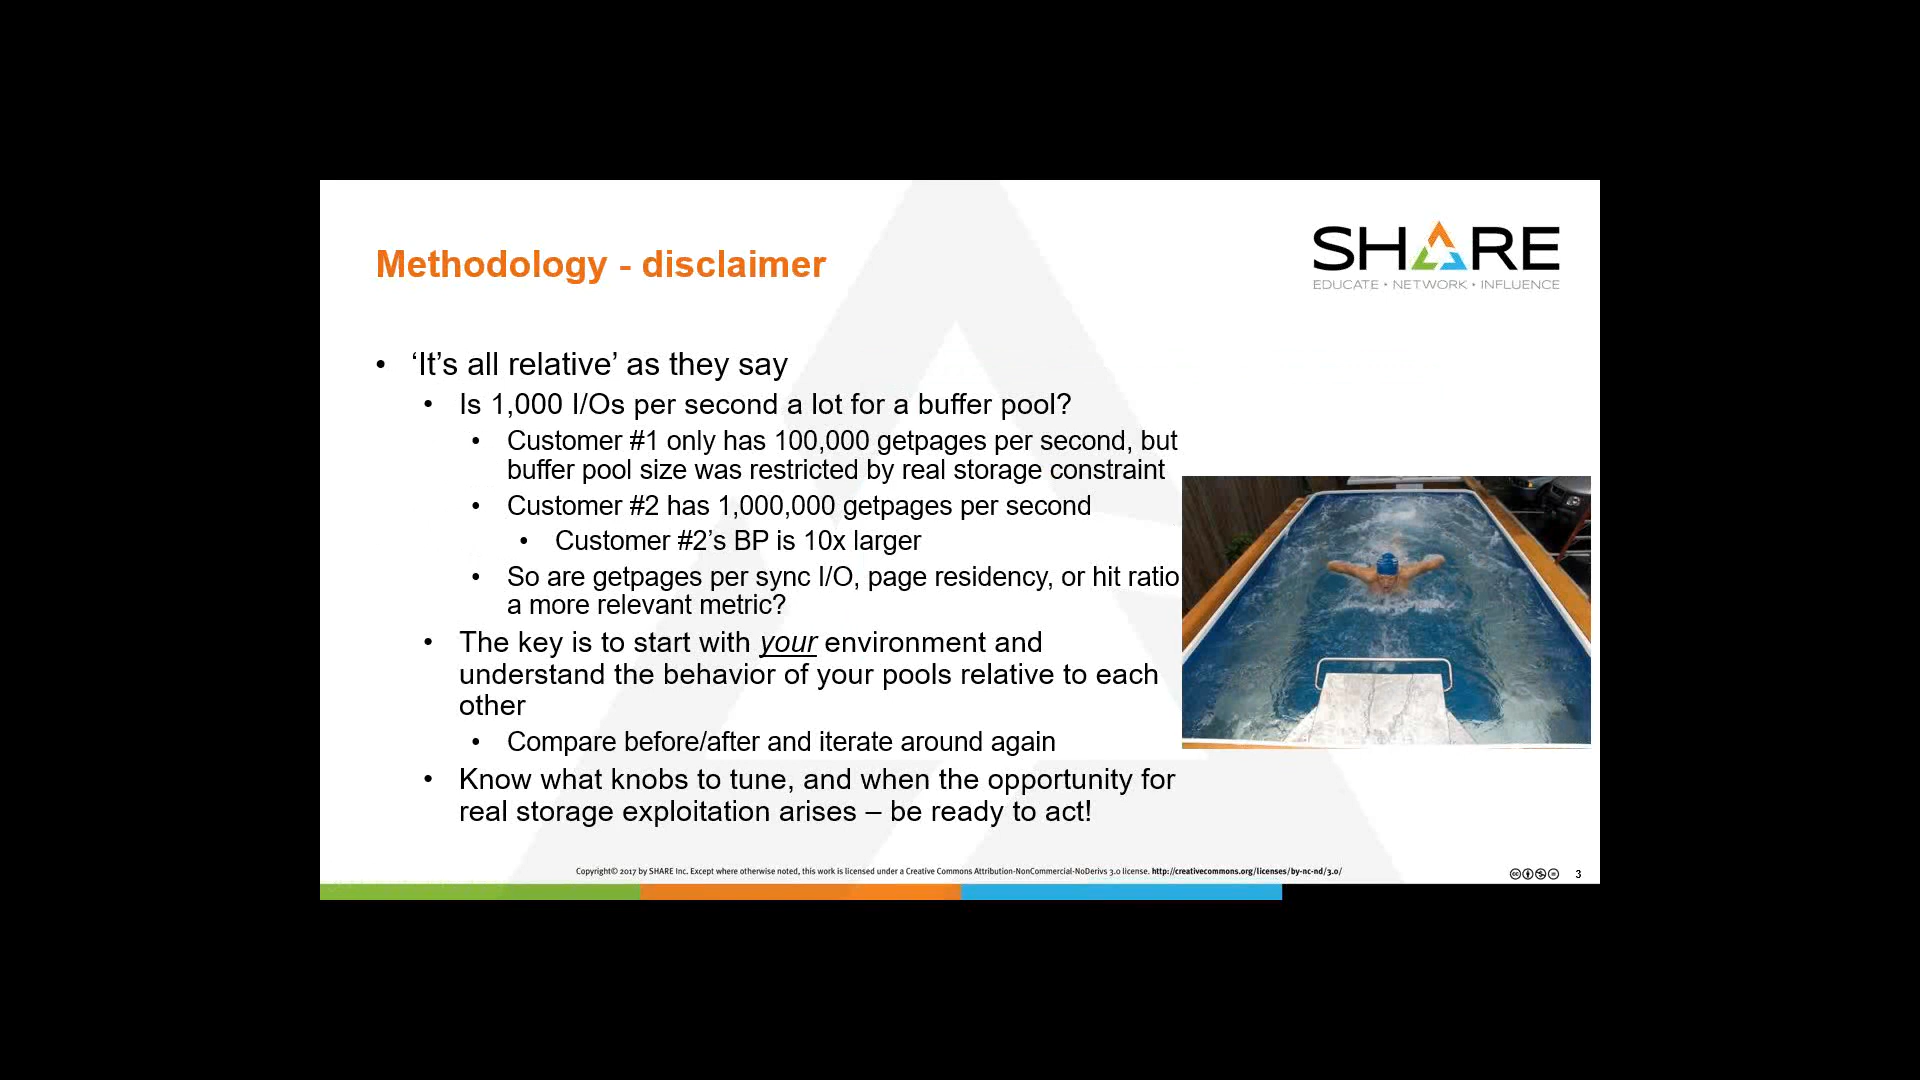 SHARE
EDUCATE • NETWORK • INFLUENCE
Methodology - disclaimer
• ‘It’s all relative’ as they say
• Is 1,000 I/Os per second a lot for a buffer pool?
• Customer #1 only has 100,000 getpages per second, but
buffer pool size was restricted by real storage constraint
• Customer #2 has 1,000,000 getpages per second
• Customer #2’s BP is 10x larger
• So are getpages per sync I/O, page residency, or hit ratio
a more relevant metric?
• The key is to start with your environment and
understand the behavior of your pools relative to each
other
• Compare before/after and iterate around again
• Know what knobs to tune, and when the opportunity for
real storage exploitation arises – be ready to act!
Copyright© 2017 by SHARE Inc. Except where otherwise noted, this work is licensed under a Creative Commons Attribution-NonCommercial-NoDerivs 3.0 license. http://creativecommons.org/licenses/by-nc-nd/3.0/
3